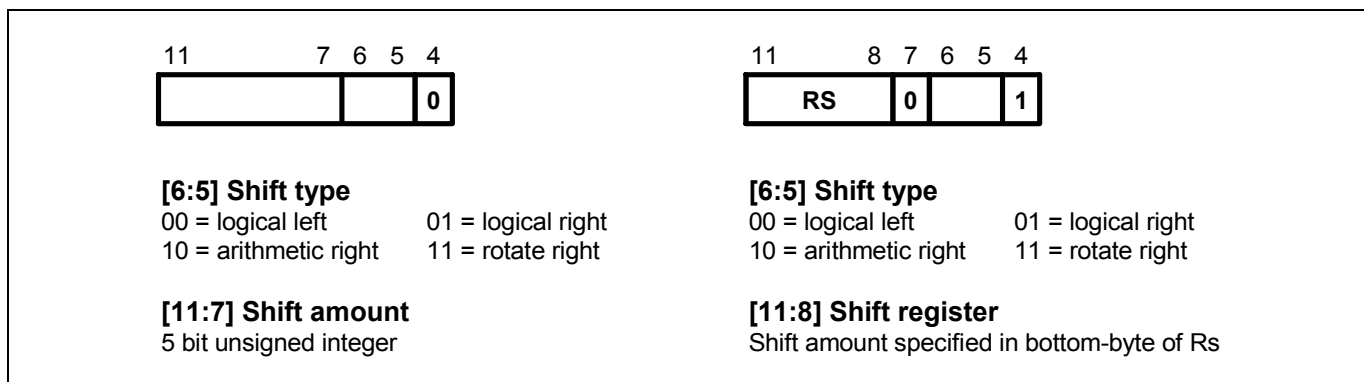 11 7 6 5 4
0
[6:5] Shift type
00 = logical left 01 = logical right
10 = arithmetic right 11 = rotate right
[11:7] Shift amount
5 bit unsigned integer
11 8 7 6 5 4
RS 0 1
[6:5] Shift type
00 = logical left 01 = logical right
10 = arithmetic right 11 = rotate right
[11:8] Shift register
Shift amount specified in bottom-byte of Rs